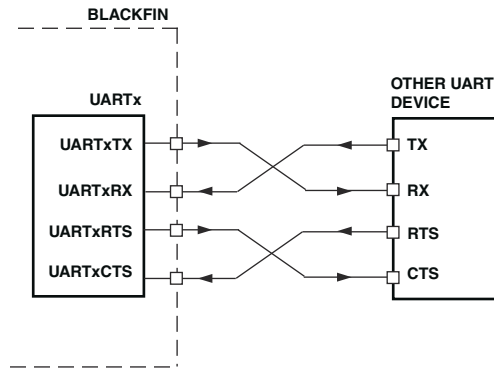 BLACKFIN
UARTx
OTHER UART
DEVICE
UARTxTX
TX
UARTxRX
RX
UARTxRTS
RTS
UARTxCTS
CTS